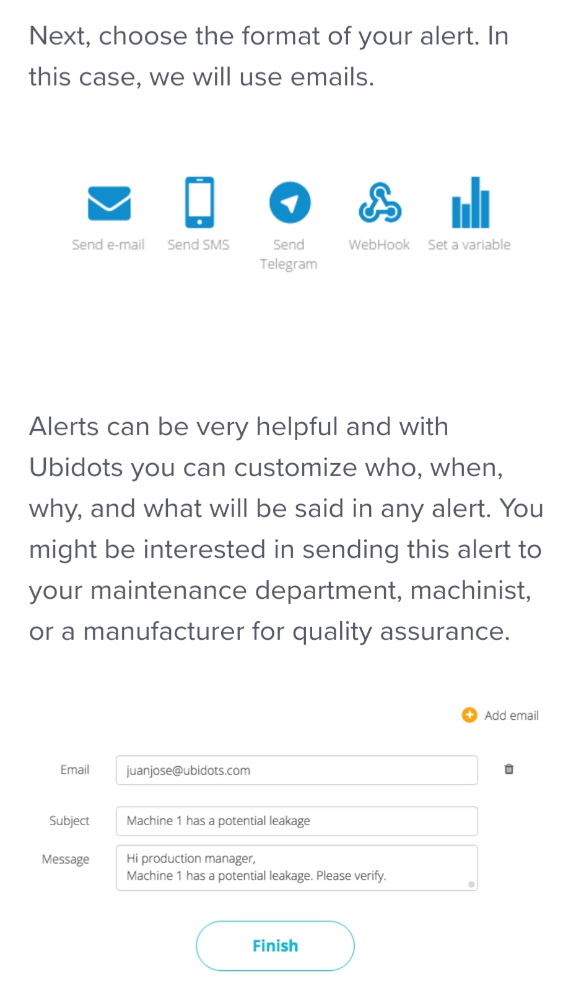 Next, choose the format of your alert. In
this case, we will use emails.
Send e-mail
Send SMS
Send
Telegram
WebHook
Set a variable
Alerts can be very helpful and with
Ubidots you can customize who, when,
why, and what will be said in any alert. You
might be interested in sending this alert to
your maintenance department, machinist,
or a manufacturer for quality assurance.
Add email
Email
juanjose@ubidots.com
Subject
Machine 1 has a potential leakage
Message
Hi production manager,
Machine 1 has a potential leakage. Please verify.
Finish